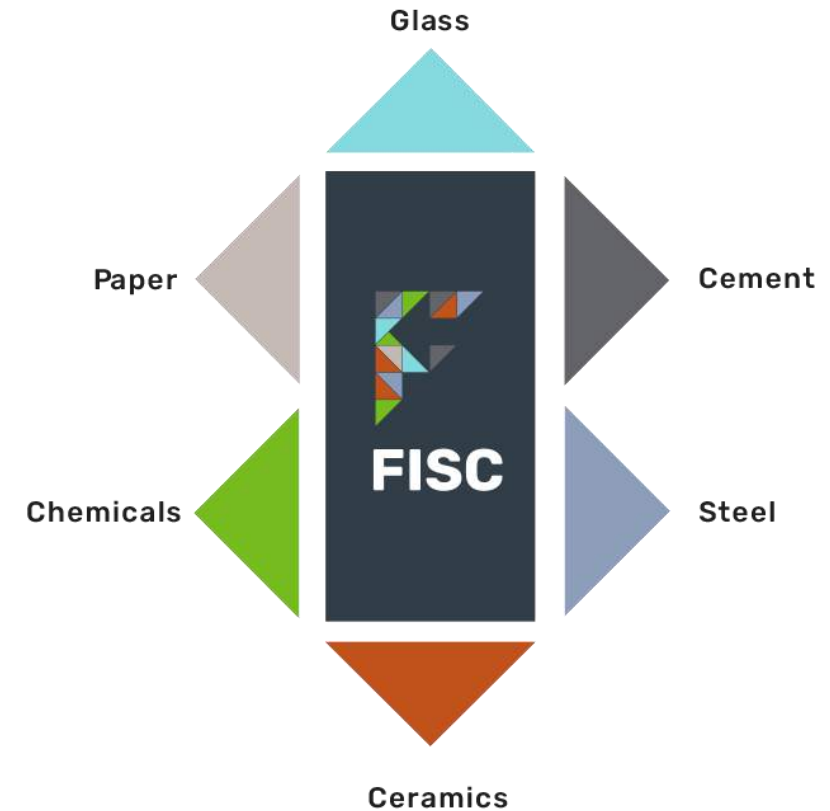 Glass
Paper
Cement
FISC
Chemicals
Steel
Ceramics